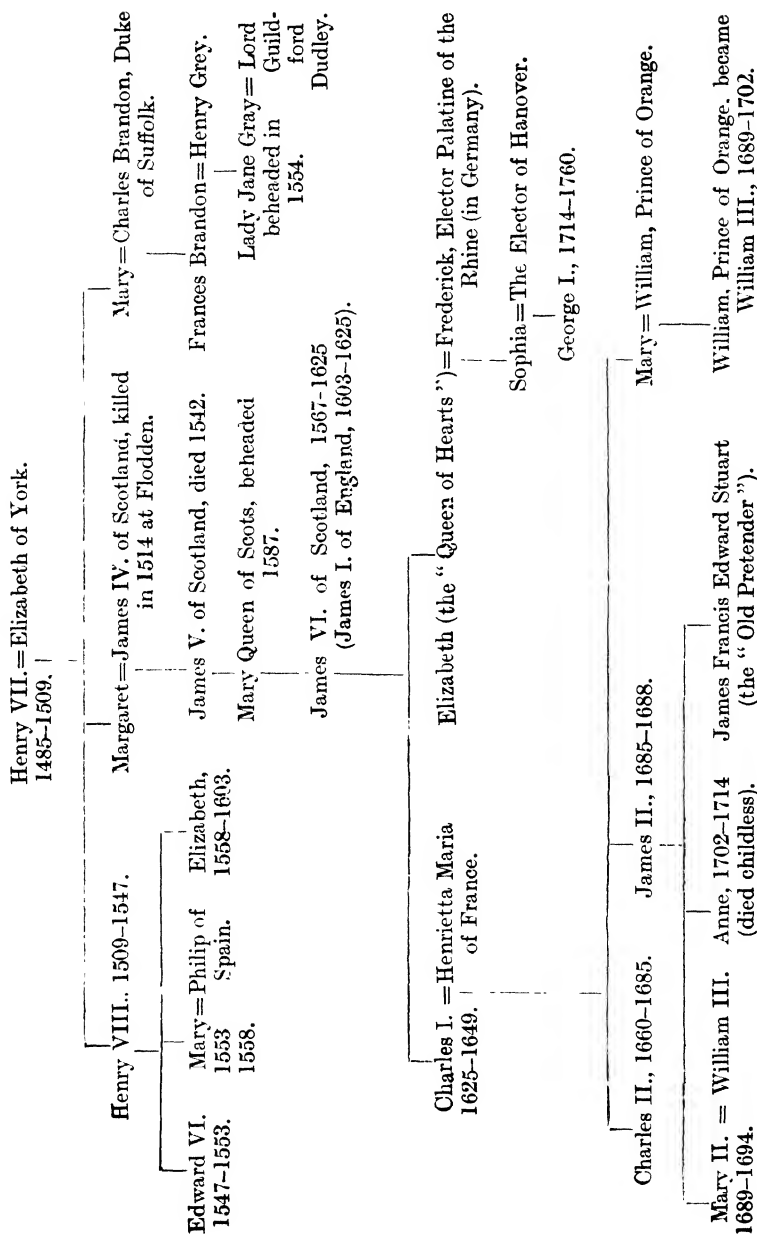 Henry VII.=Elizabeth of York.
1485–1509.
Henry VIII.. 1509–1547.
Margaret=James IV. of Scotland, killed
in 1514 at Flodden.
Mary=Charles Brandon, Duke
of Suffolk.
Edward VI.
1547–1553.
Mary=Philip of
1553 Spain.
1558.
Elizabeth,
1558–1603.
James V. of Scotland, died 1542.
Mary Queen of Scots, beheaded
1587.
James VI. of Scotland, 1567-1625
(James I. of England, 1603–1625).
Frances Brandon=Henry Grey.
Lady Jane Gray=Lord
beheaded in Guild-
1554. ford
Dudley.
Charles I. =Henrietta Maria
1625–1649. of France.
Elizabeth (the “Queen of Hearts”)=Frederick, Elector Palatine of the
Rhine (in Germany).
Sophia=The Elector of Hanover.
George I., 1714–1760.
Charles II., 1660–1685.
James II., 1685–1688.
Mary=William, Prince of Orange.
Mary II. = William III.
1689–1694.
Anne, 1702–1714
(died childless).
James Francis Edward Stuart
(the “Old Pretender”).
William, Prince of Orange, became
William III., 1689–1702.